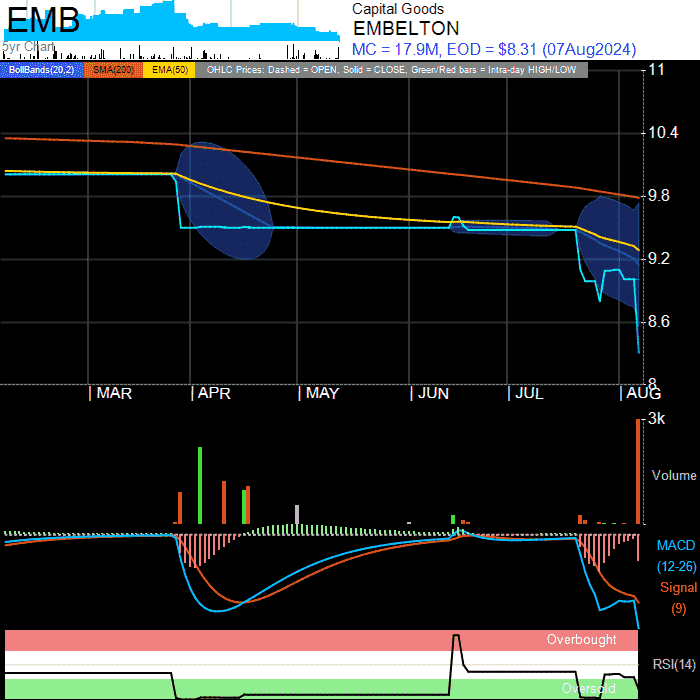 EMB
5yr Chart
Capital Goods
EMBELTON
MC = 17.9M, EOD = $8.31 (07Aug2024)
BollBands(20,2) SMA(200) EMA(50) OHLC Prices: Dashed = OPEN, Solid = CLOSE, Green/Red bars = Intra-day HIGH/LOW
11
10.4
9.8
9.2
8.6
8
MAR APR MAY JUN JUL AUG
3k
Volume
MACD
(12-26)
Signal
(9)
Overbought
RSI(14)
Oversold